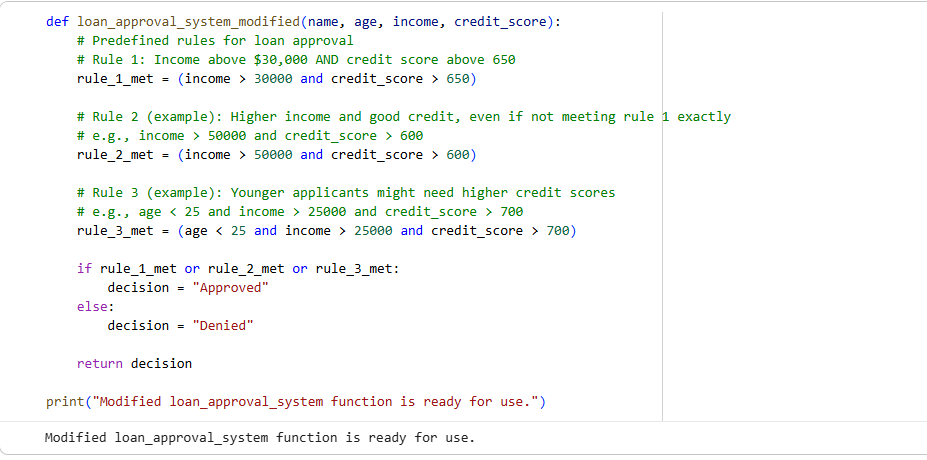 def loan_approval_system_modified(name, age, income, credit_score):
    # Predefined rules for loan approval
    # Rule 1: Income above $30,000 AND credit score above 650
    rule_1_met = (income > 30000 and credit_score > 650)

    # Rule 2 (example): Higher income and good credit, even if not meeting rule 1 exactly
    # e.g., income > 50000 and credit_score > 600
    rule_2_met = (income > 50000 and credit_score > 600)

    # Rule 3 (example): Younger applicants might need higher credit scores
    # e.g., age < 25 and income > 25000 and credit_score > 700
    rule_3_met = (age < 25 and income > 25000 and credit_score > 700)

    if rule_1_met or rule_2_met or rule_3_met:
        decision = "Approved"
    else:
        decision = "Denied"

    return decision

print("Modified loan_approval_system function is ready for use.")
Modified loan_approval_system function is ready for use.